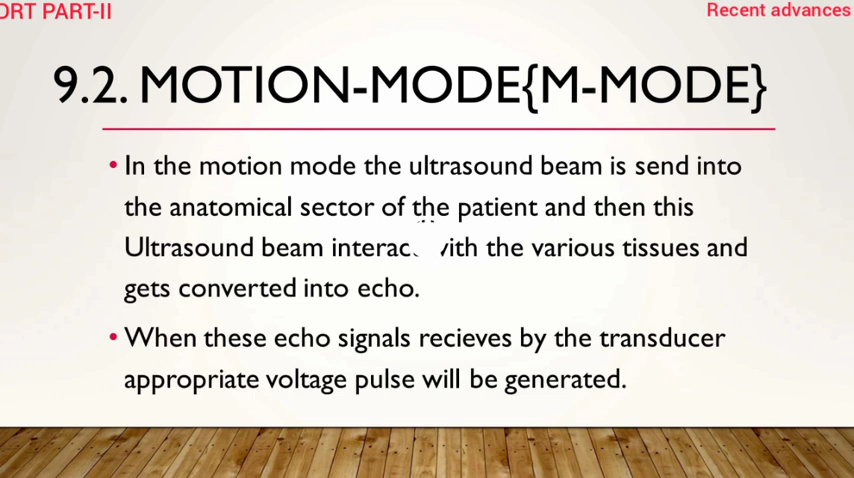 ORT PART-II
Recent advances
9.2. MOTION-MODE{M-MODE}
• In the motion mode the ultrasound beam is send into
the anatomical sector of the patient and then this
Ultrasound beam the various tissues and
gets converted into echo.
• When these echo signals recieves by the transducer
appropriate voltage pulse will be generated.